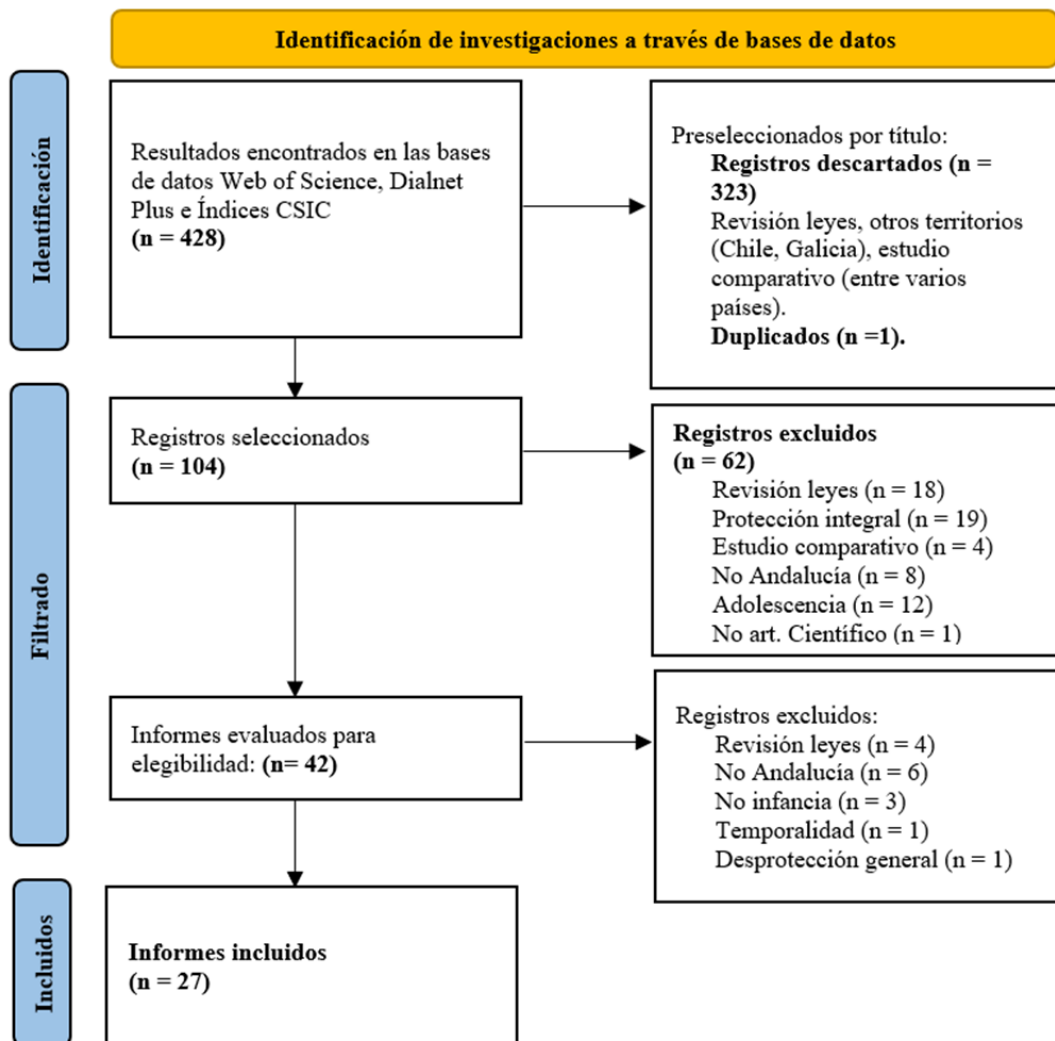 Identificación de investigaciones a través de bases de datos
Identificación
Resultados encontrados en las bases
de datos Web of Science, Dialnet
Plus e Índices CSIC
(n = 428)
Preseleccionados por título:
Registros descartados (n =
323)
Revisión leyes, otros territorios
(Chile, Galicia), estudio
comparativo (entre varios
países).
Duplicados (n =1).
Filtrado
Registros seleccionados
(n = 104)
Registros excluidos
(n = 62)
Revisión leyes (n = 18)
Protección integral (n = 19)
Estudio comparativo (n = 4)
No Andalucía (n = 8)
Adolescencia (n = 12)
No art. Científico (n = 1)
Informes evaluados para
elegibilidad: (n= 42)
Registros excluidos:
Revisión leyes (n = 4)
No Andalucía (n = 6)
No infancia (n = 3)
Temporalidad (n = 1)
Desprotección general (n = 1)
Incluidos
Informes incluidos
(n = 27)